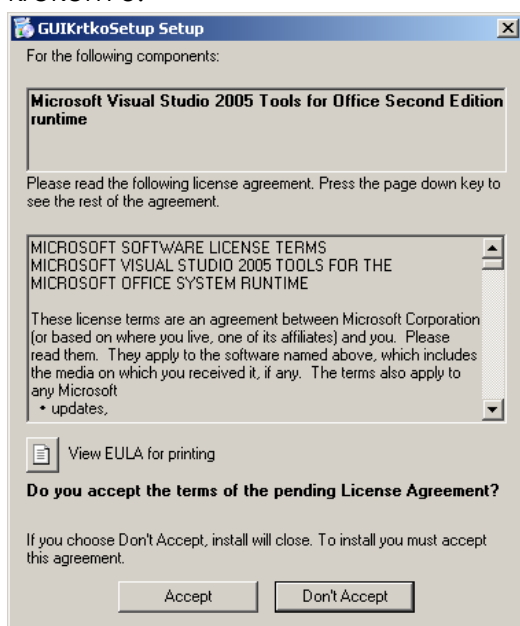 GUIKrtkoSetup Setup
For the following components:
Microsoft Visual Studio 2005 Tools for Office Second Edition
runtime
Please read the following license agreement. Press the page down key to
see the rest of the agreement.
MICROSOFT SOFTWARE LICENSE TERMS
MICROSOFT VISUAL STUDIO 2005 TOOLS FOR THE
MICROSOFT OFFICE SYSTEM RUNTIME
These license terms are an agreement between Microsoft Corporation
(or based on where you live, one of its affiliates) and you. Please
read them. They apply to the software named above, which includes
the media on which you received it, if any. The terms also apply to
any Microsoft
• updates,
View EULA for printing
Do you accept the terms of the pending License Agreement?
If you choose Don't Accept, install will close. To install you must accept
this agreement.
Accept
Don't Accept